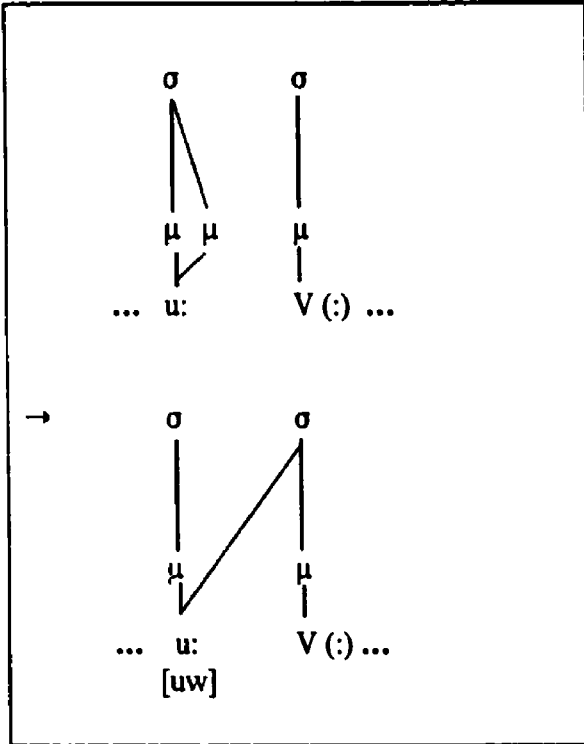 σ σ
μ μ μ
... u: V (:) ...
→ σ σ
μ μ
... u: V (:) ...
[uw]